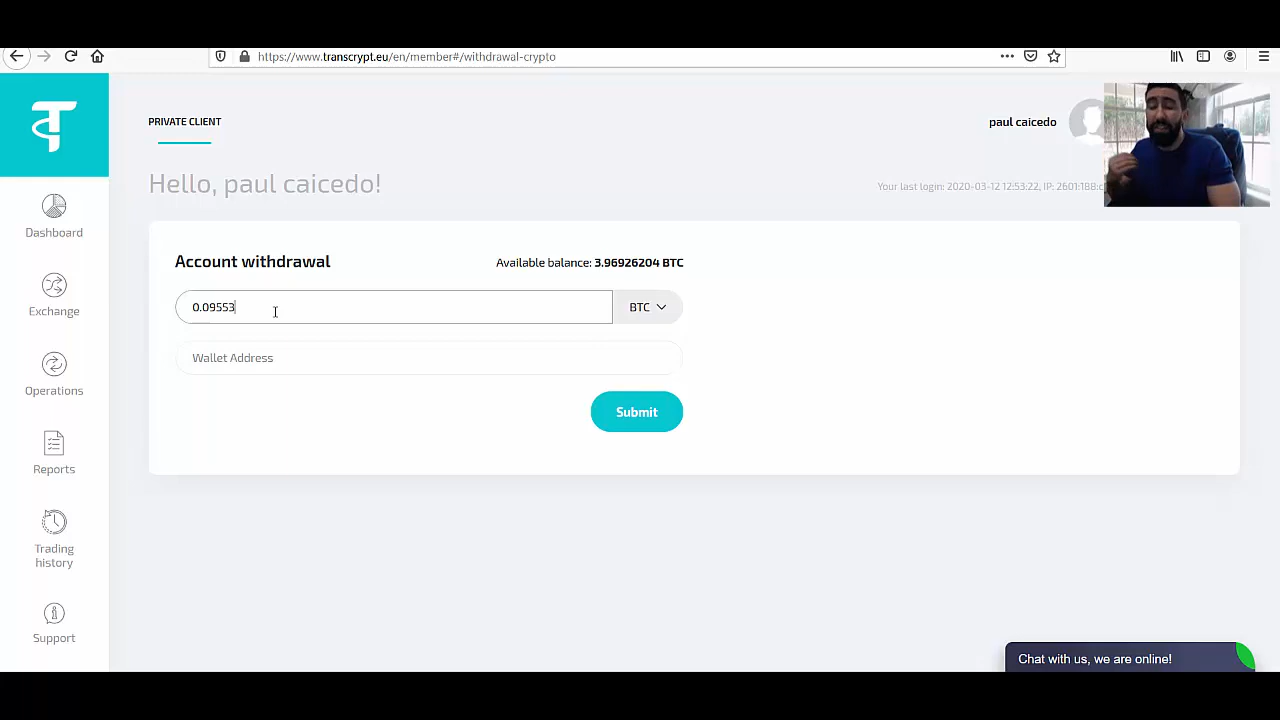 https://www.transcrypt.eu/en/member#/withdrawal-crypto
PRIVATE CLIENT
paul caicedo
Hello, paul caicedo!
Your last login: 2020-03-12 12:53:22, IP: 2601:18B:c
Dashboard
Exchange
Operations
Reports
Trading
history
Support
Account withdrawal
Available balance: 3.96926204 BTC
0.09553
BTC
Wallet Address
Submit
Chat with us, we are online!